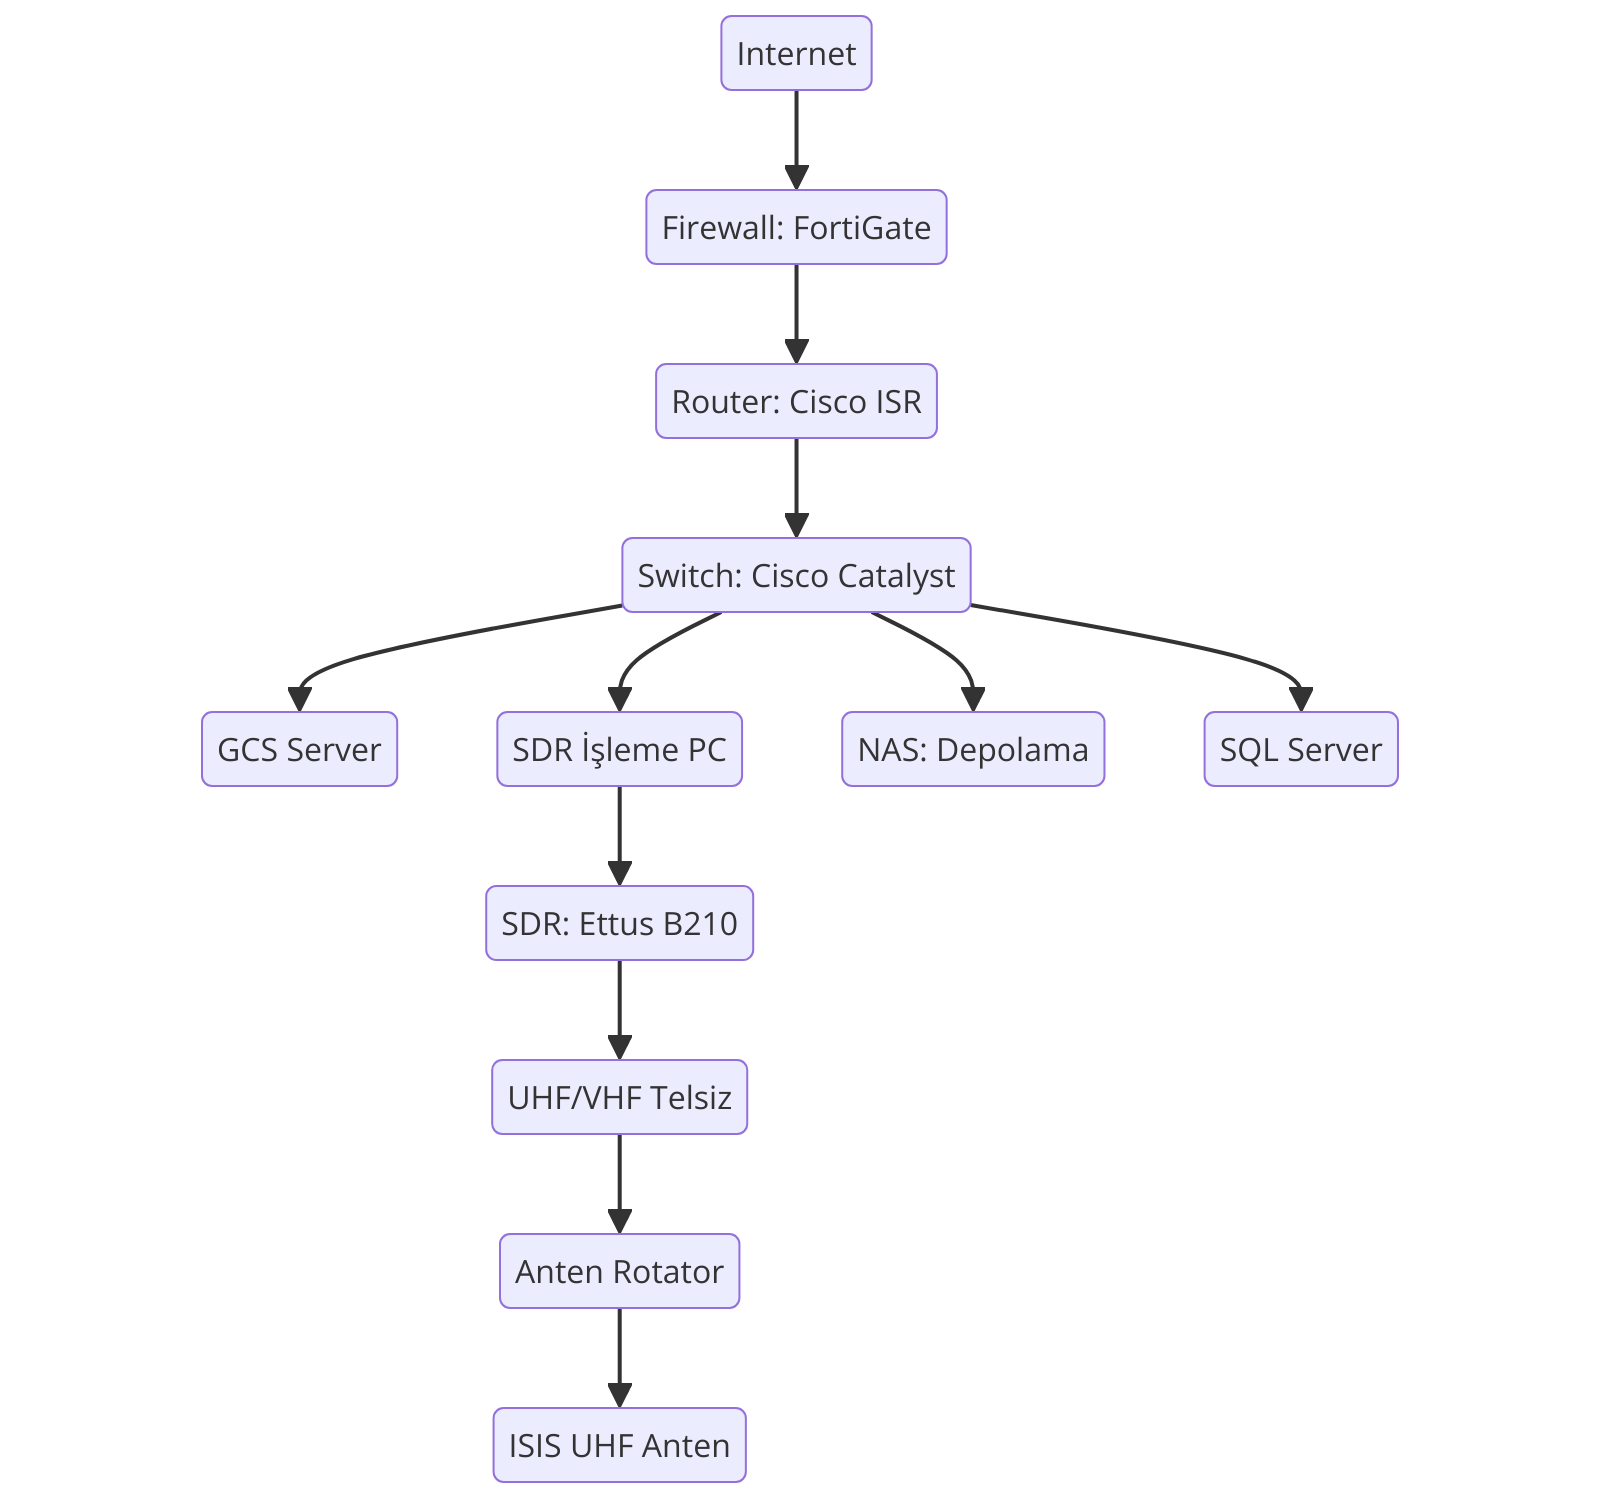 Internet
Firewall: FortiGate
Router: Cisco ISR
Switch: Cisco Catalyst
GCS Server
SDR İşleme PC
NAS: Depolama
SQL Server
SDR: Ettus B210
UHF/VHF Telsiz
Anten Rotator
ISIS UHF Anten